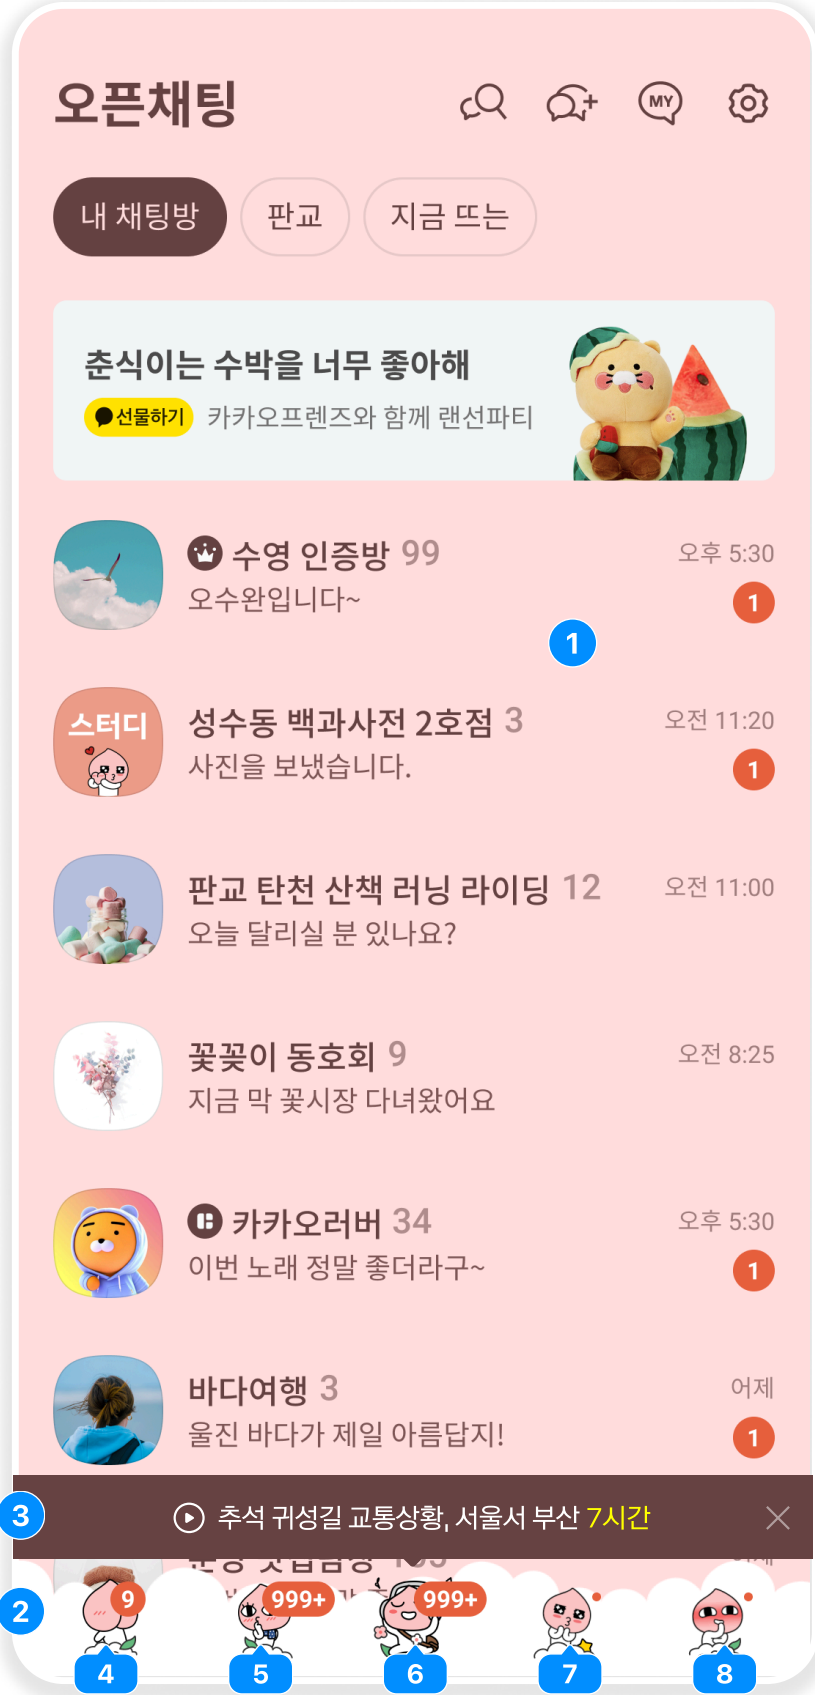 오픈채팅
MY
내 채팅방 판교 지금 뜨는
춘식이는 수박을 너무 좋아해
선물하기 카카오프렌즈와 함께 랜선파티
수영 인증방 99 오후 5:30
오수완입니다~ 1
1
성수동 백과사전 2호점 3 오전 11:20
스터디
사진을 보냈습니다. 1
판교 탄천 산책 러닝 라이딩 12 오전 11:00
오늘 달리실 분 있나요?
꽃꽂이 동호회 9 오전 8:25
지금 막 꽃시장 다녀왔어요
카카오러버 34 오후 5:30
이번 노래 정말 좋더라구~ 1
바다여행 3 어제
울진 바다가 제일 아름답지! 1
3 추석 귀성길 교통상황, 서울서 부산 7시간
어제
9 999+ 999+
2
4 5 6 7 8